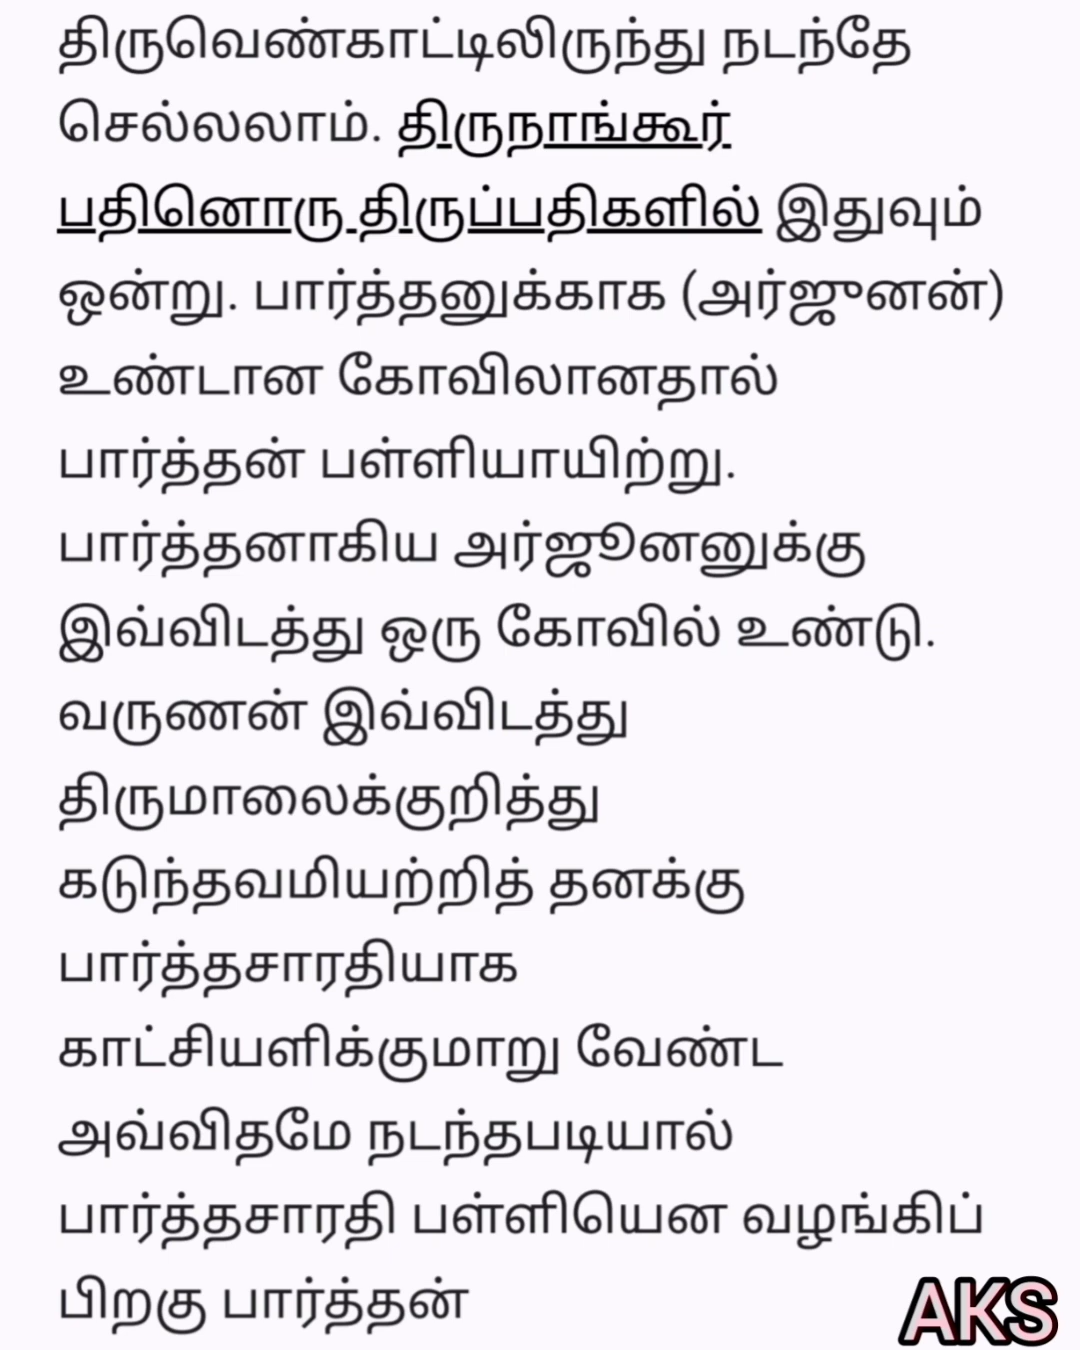 திருவெண்காட்டிலிருந்து நடந்தே
செல்லலாம். திருநாங்கூர்
பதினொரு திருப்பதிகளில் இதுவும்
ஒன்று. பார்த்தனுக்காக (அர்ஜுனன்)
உண்டான கோவிலானதால்
பார்த்தன் பள்ளியாயிற்று.
பார்த்தனாகிய அர்ஜூனனுக்கு
இவ்விடத்து ஒரு கோவில் உண்டு.
வருணன் இவ்விடத்து
திருமாலைக்குறித்து
கடுந்தவமியற்றித் தனக்கு
பார்த்தசாரதியாக
காட்சியளிக்குமாறு வேண்ட
அவ்விதமே நடந்தபடியால்
பார்த்தசாரதி பள்ளியென வழங்கிப்
பிறகு பார்த்தன்
AKS